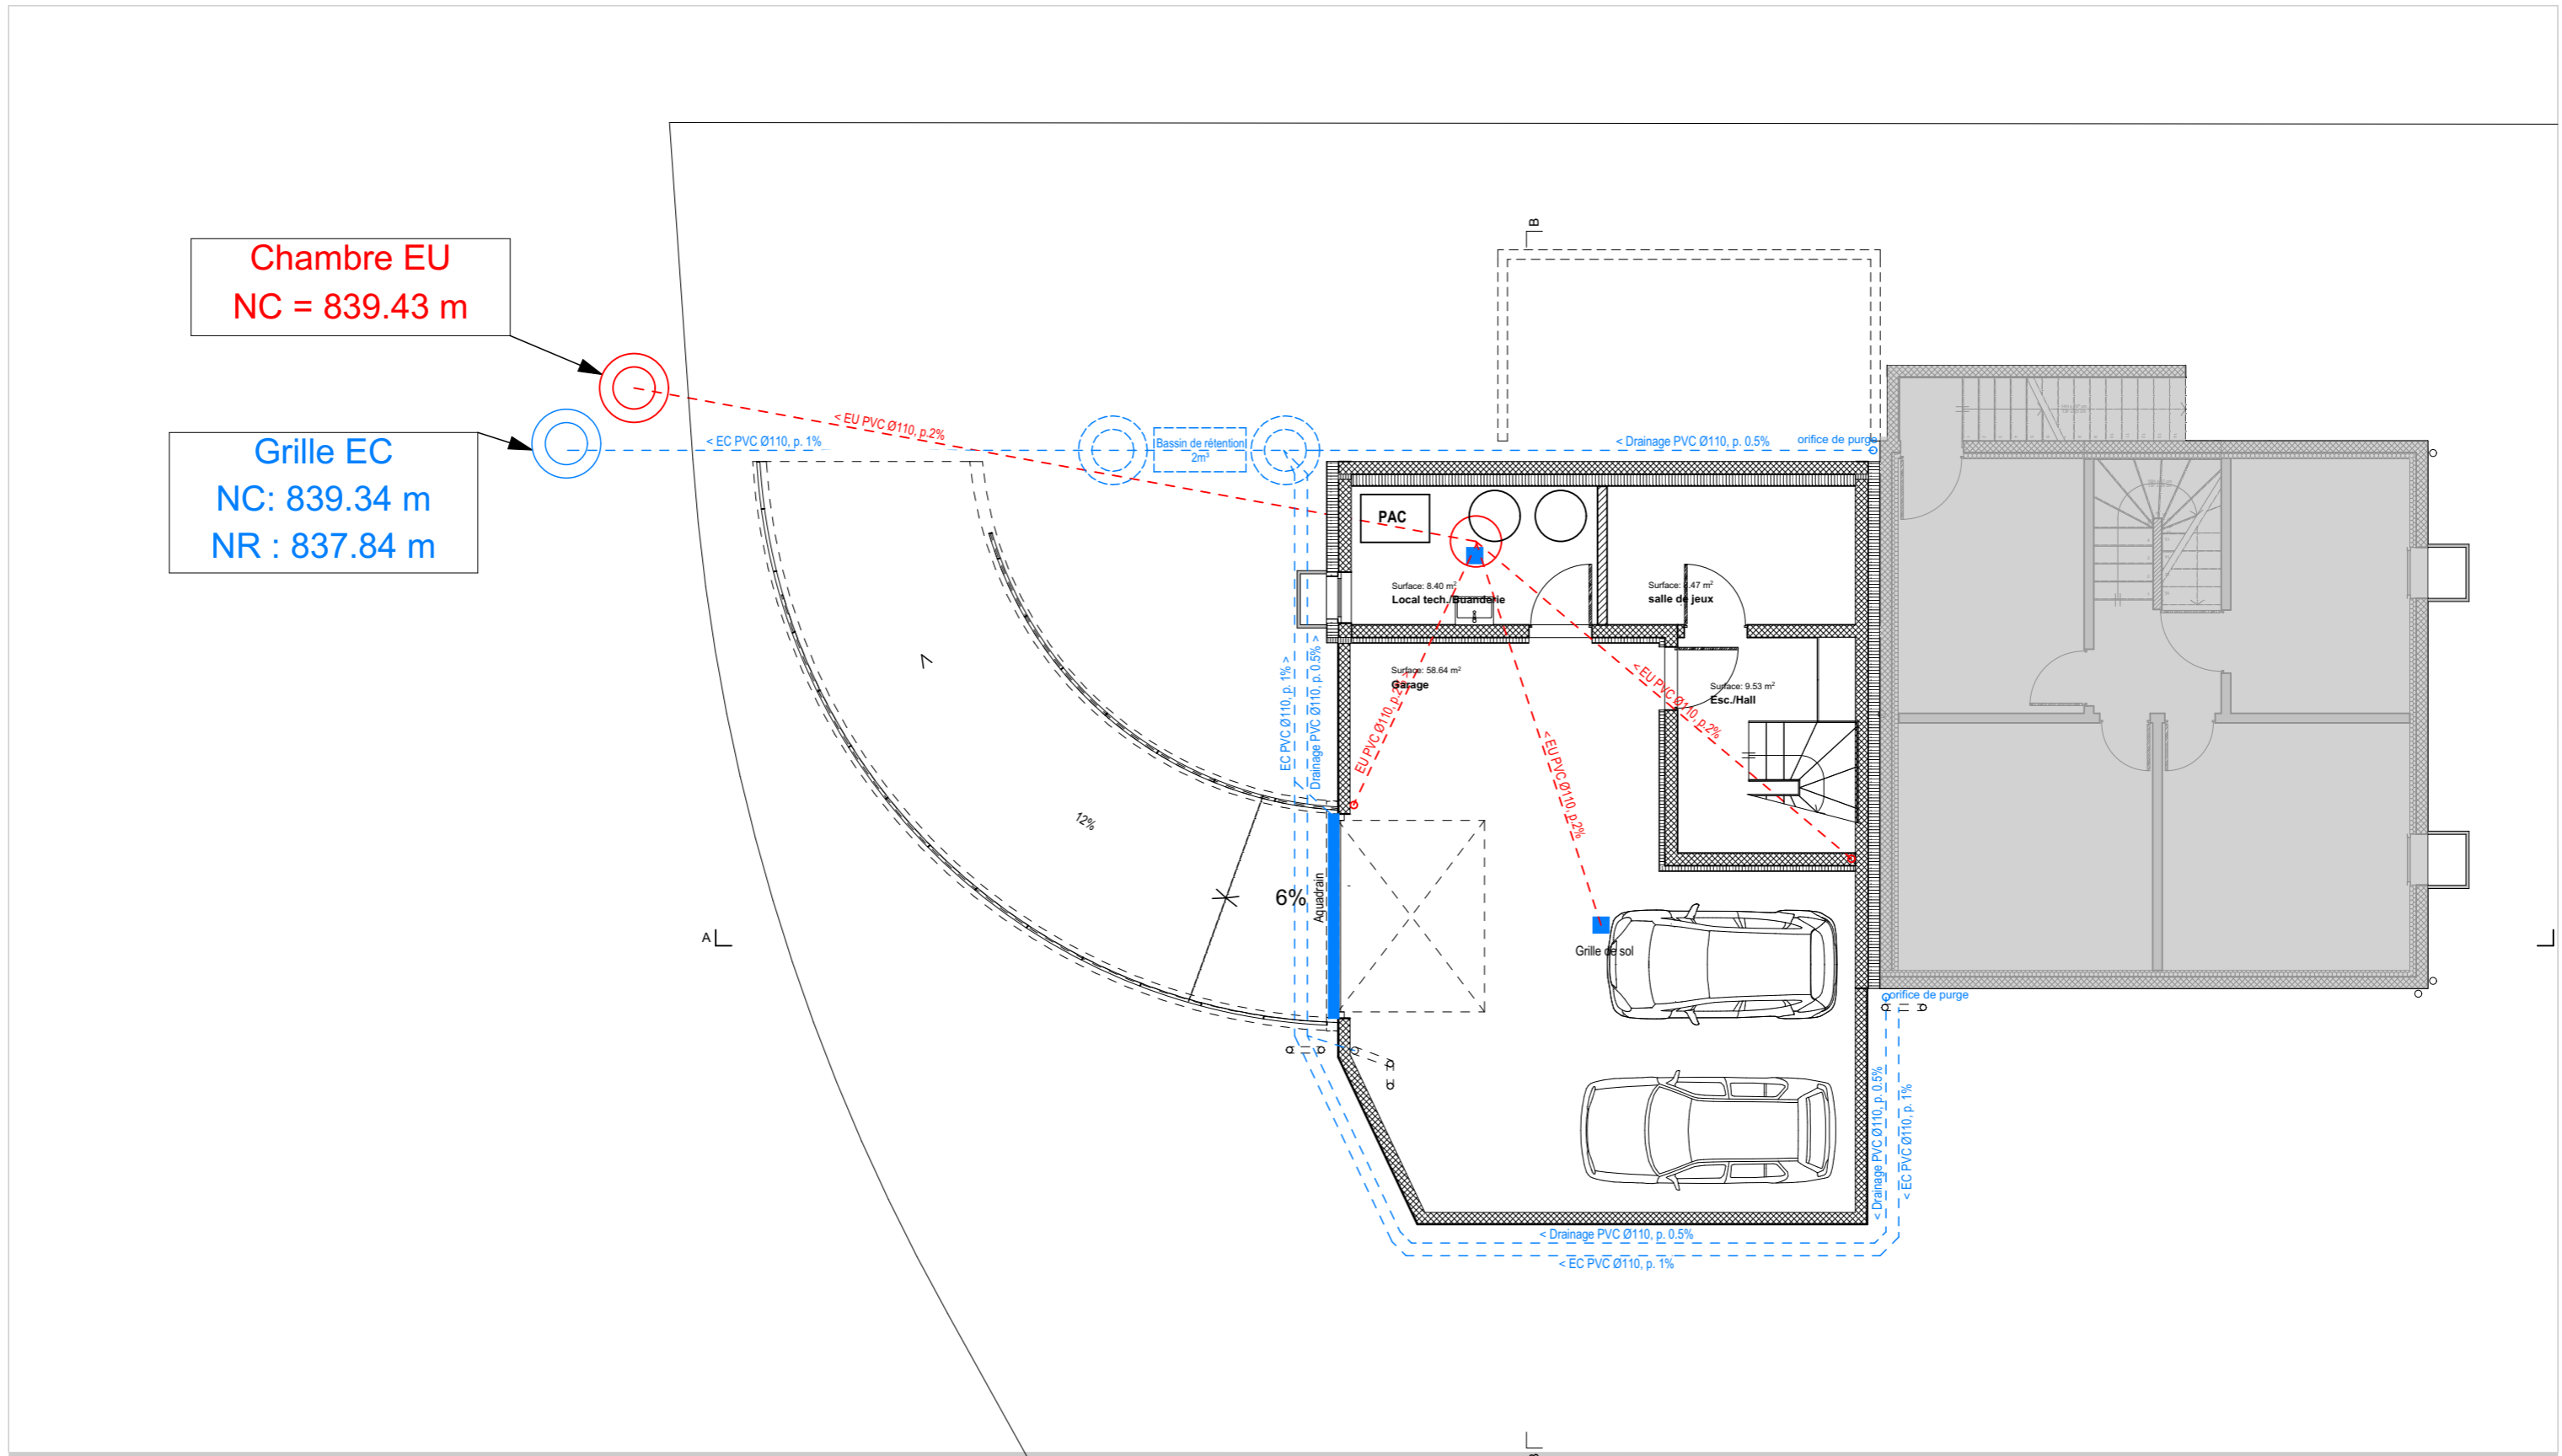 B
Chambre EU
NC = 839.43 m
< EU PVC Ø110, p.2%
< EC PVC Ø110, p. 1%
Bassin de rétention
2m³
< Drainage PVC Ø110, p. 0.5%
orifice de purge
Grille EC
NC: 839.34 m
NR : 837.84 m
PAC
Surface: 8.40 m²
Local tech./Buanderie
salle de jeux
Surface: 58.64 m²
Garage
Surface: 9.53 m²
Esc./Hall
EC PVC Ø110, p. 1% >
Drainage PVC Ø110, p. 0.5% >
EU PVC Ø110, p.2% >
< EU PVC Ø110, p.2%
< EU PVC Ø110, p.2%
12%
6%
Aquadrain
A
Grille de sol
orifice de purge
< Drainage PVC Ø110, p. 0.5%
< EC PVC Ø110, p. 1%
< Drainage PVC Ø110, p. 0.5%
< EC PVC Ø110, p. 1%